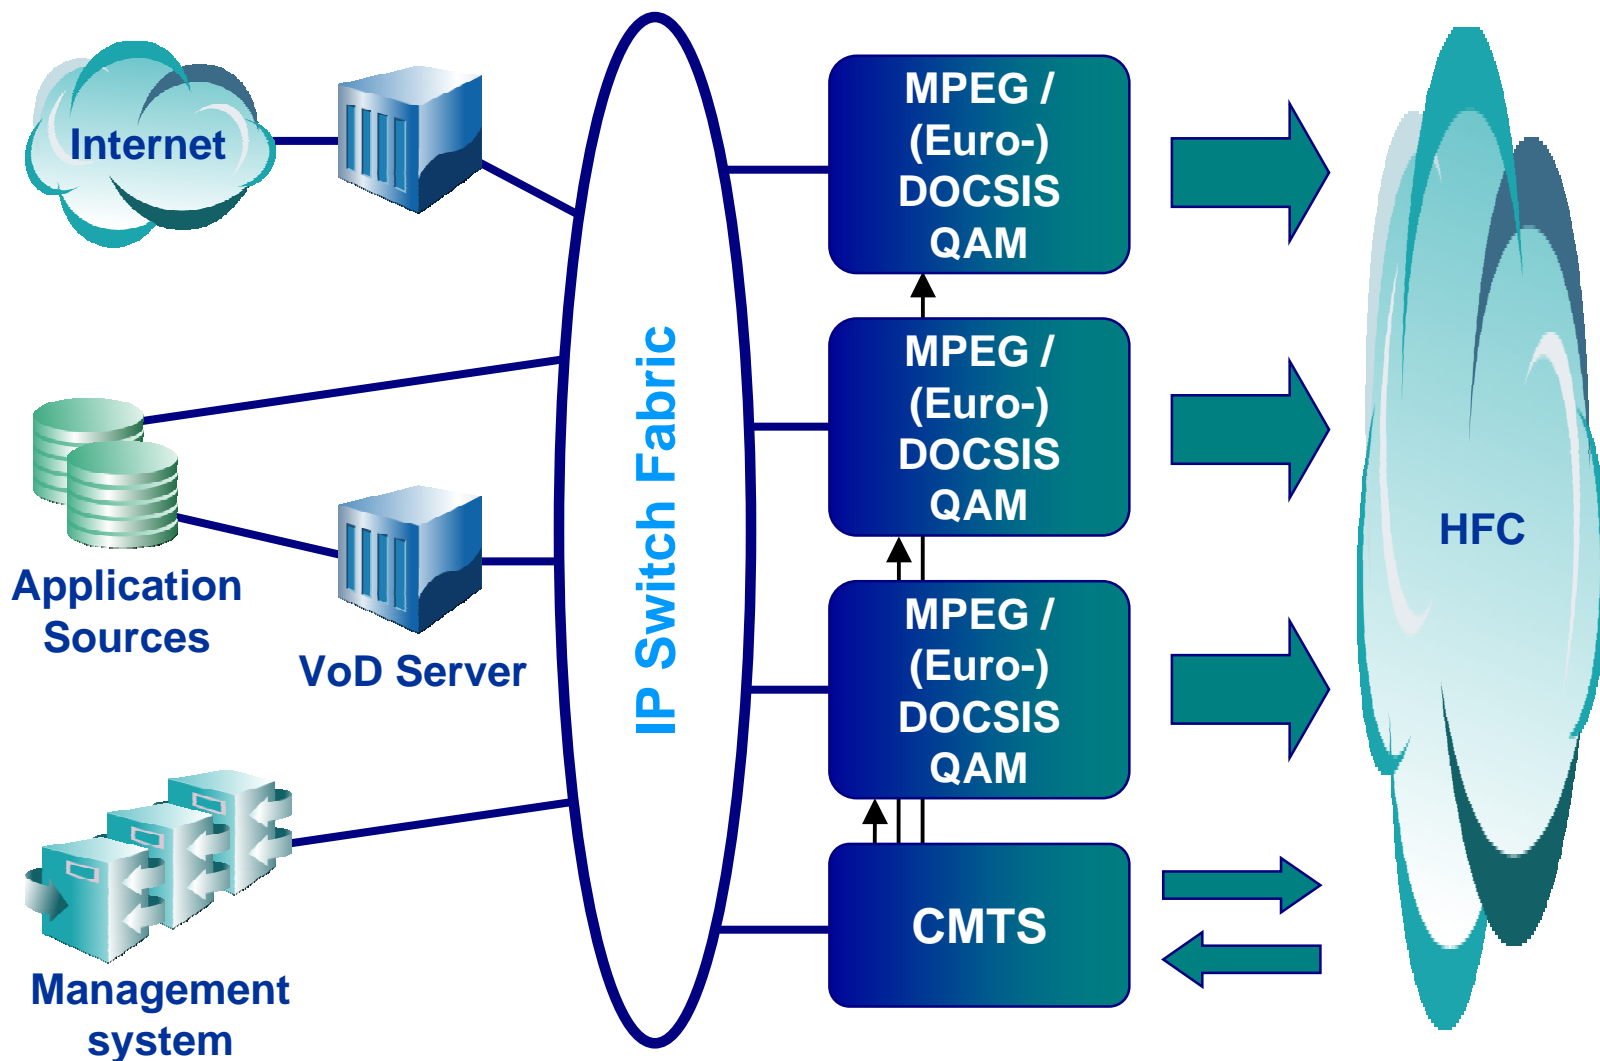 Internet
Application
Sources
VoD Server
Management
system
IP Switch Fabric
MPEG /
(Euro-)
DOCSIS
QAM
MPEG /
(Euro-)
DOCSIS
QAM
MPEG /
(Euro-)
DOCSIS
QAM
CMTS
HFC